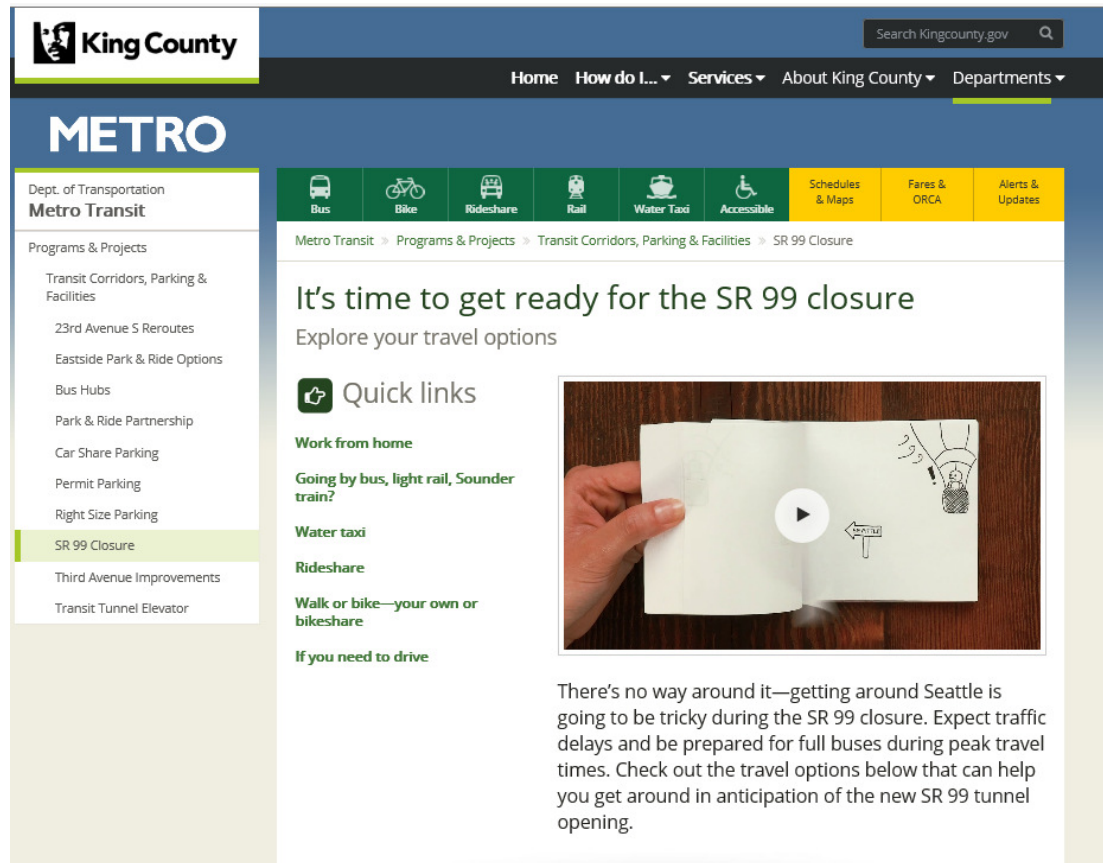 King County
Search Kingcounty.gov
Home How do I... Services About King County Departments
METRO
Dept. of Transportation
Metro Transit
Programs & Projects
Transit Corridors, Parking &
Facilities
23rd Avenue S Reroutes
Eastside Park & Ride Options
Bus Hubs
Park & Ride Partnership
Car Share Parking
Permit Parking
Right Size Parking
SR 99 Closure
Third Avenue Improvements
Transit Tunnel Elevator
Bus Bike Rideshare Rail Water Taxi Accessible
Schedules
& Maps
Fares &
ORCA
Alerts &
Updates
Metro Transit » Programs & Projects » Transit Corridors, Parking & Facilities » SR 99 Closure
It's time to get ready for the SR 99 closure
Explore your travel options
Quick links
Work from home
Going by bus, light rail, Sounder
train?
Water taxi
Rideshare
Walk or bike—your own or
bikeshare
If you need to drive
!
SEATTLE
There's no way around it—getting around Seattle is
going to be tricky during the SR 99 closure. Expect traffic
delays and be prepared for full buses during peak travel
times. Check out the travel options below that can help
you get around in anticipation of the new SR 99 tunnel
opening.